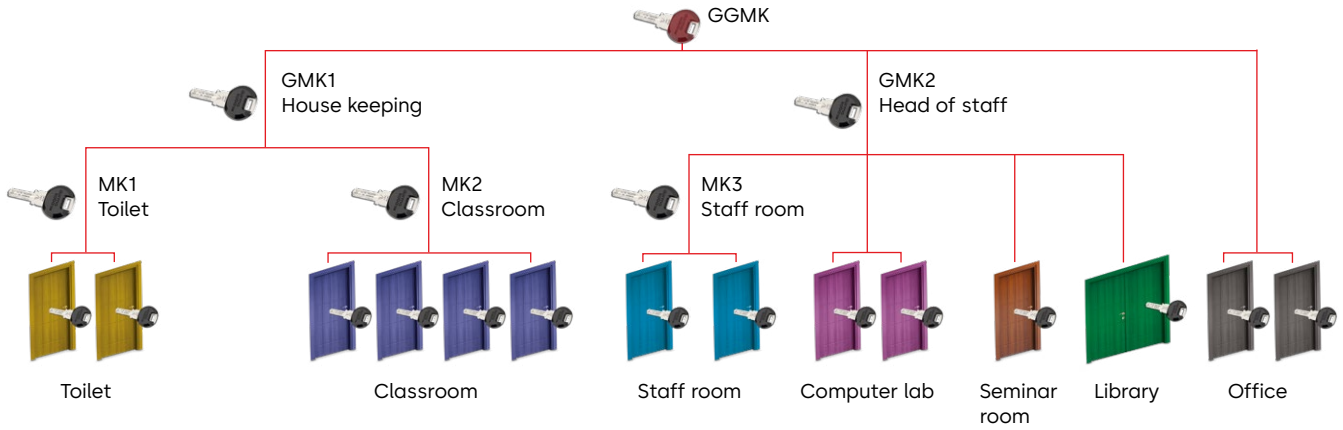 GGMK
GMK1
House keeping
GMK2
Head of staff
MK1
Toilet
MK2
Classroom
MK3
Staff room
Toilet
Classroom
Staff room
Computer lab
Seminar
room
Library
Office